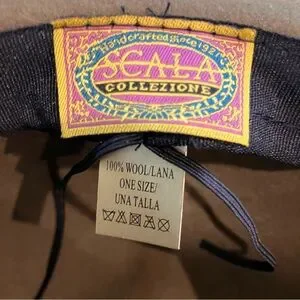 Handcrafted Since 1921
SCALA
COLLEZIONE
100% WOOL/LANA
ONE SIZE/
UNA TALLA